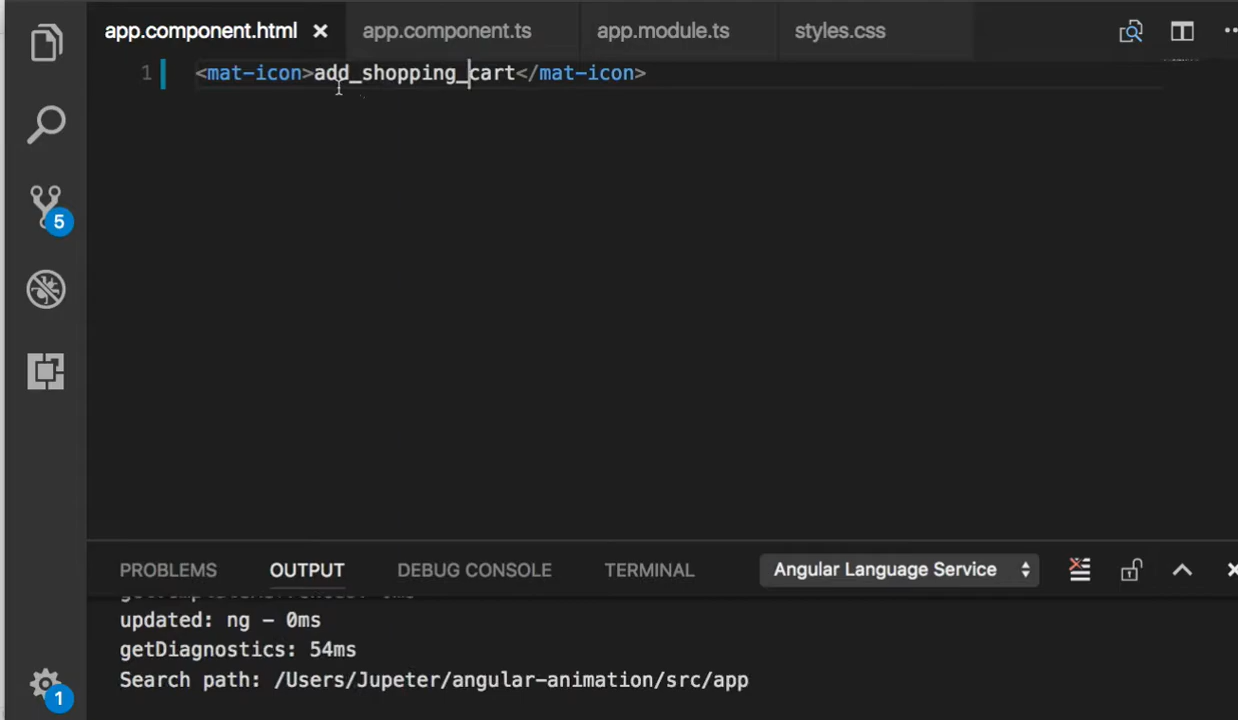 app.component.html app.component.ts app.module.ts styles.css
1 <mat-icon>add_shopping_cart</mat-icon>
5
PROBLEMS OUTPUT DEBUG CONSOLE TERMINAL Angular Language Service
updated: ng - 0ms
getDiagnostics: 54ms
Search path: /Users/Jupeter/angular-animation/src/app
1